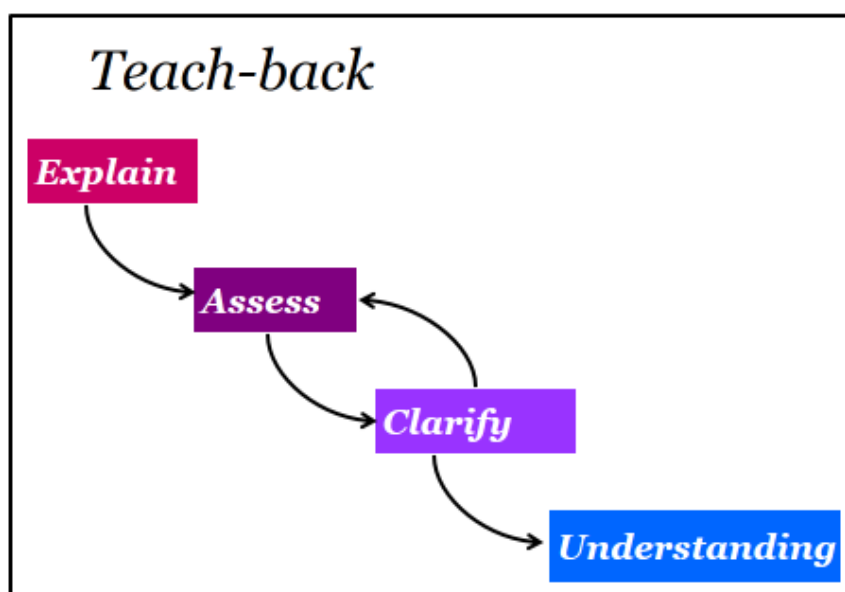 Teach-back
Explain
Assess
Clarify
Understanding